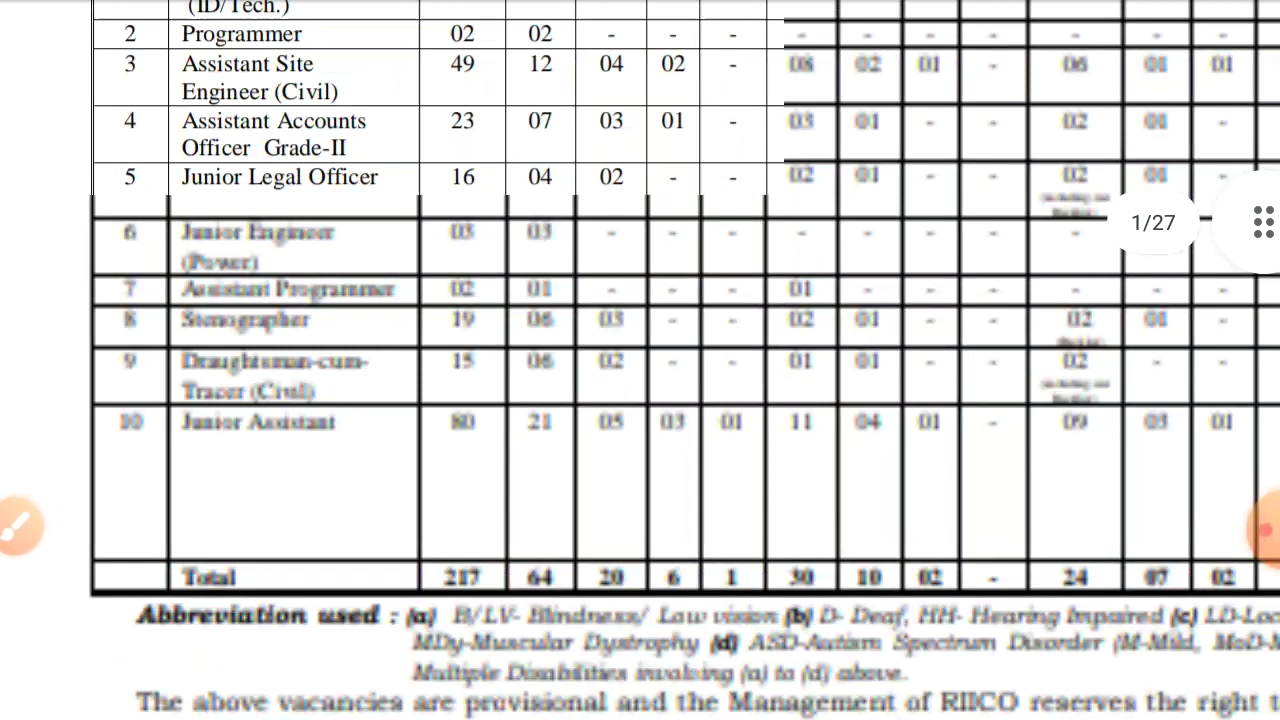 (ID/Tech.)
2 Programmer 02 02 - - - - - - - - - -
3 Assistant Site 49 12 04 02 - 08 02 01 - 06 01 01
Engineer (Civil)
4 Assistant Accounts 23 07 03 01 - 03 01 - - 02 01 -
Officer Grade-II
5 Junior Legal Officer 16 04 02 - - 02 01 - - 02 01 -
1/27
6 Junior Engineer 03 03 - - - - - - - -
(Power)
7 Assistant Programmer 02 01 - - - 01 - - - - - -
8 Stenographer 19 06 03 - - 02 01 - - 02 01 -
9 Draughtsman-cum- 15 06 02 - - 01 01 - - 02 - -
Tracer (Civil)
10 Junior Assistant 80 21 05 03 01 11 04 01 - 09 03 01
Total 217 64 20 6 1 30 10 02 - 24 07 02
Abbreviation used : (a) B/LV- Blindness/ Low vision (b) D- Deaf, HH- Hearing Impaired (c) LD-Loc
MDy-Muscular Dystrophy (d) ASD-Autism Spectrum Disorder (M-Mild, MoD-M
Multiple Disabilities involving (a) to (d) above.
The above vacancies are provisional and the Management of RIICO reserves the right t